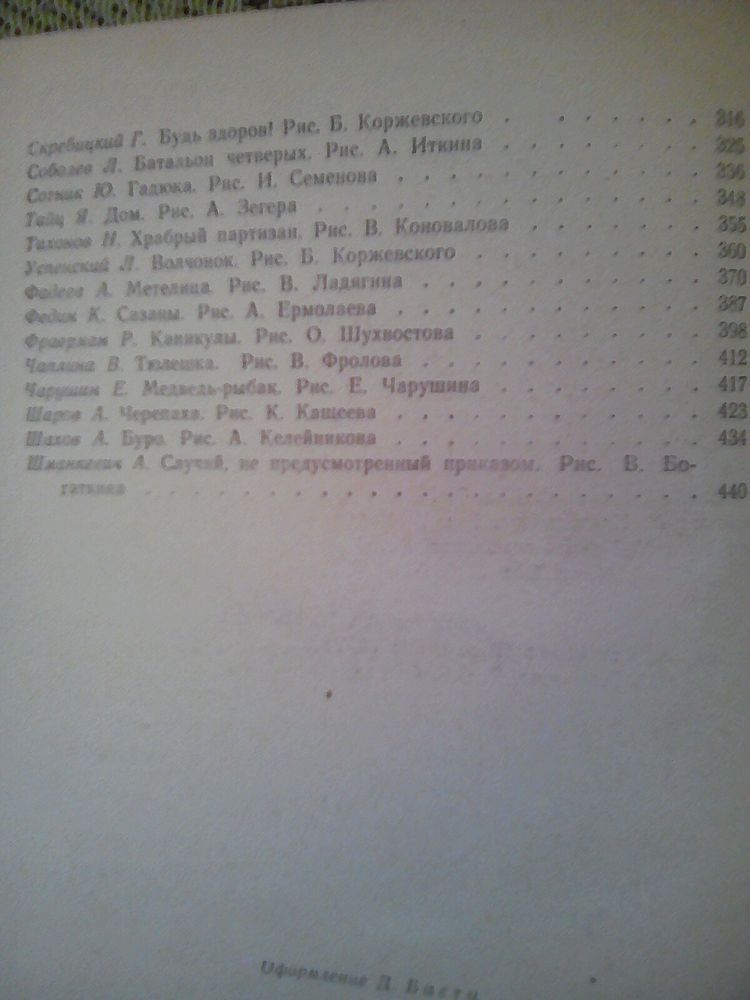 Скребицкий Г. Будь здоров! Рис. Б. Коржевского . . . . . . 316
Соболев Л. Батальон четверых. Рис. А. Иткина . . . . . . . 325
Сотник Ю. Гадюка. Рис. И. Семенова . . . . . . . . . . 336
Тайц Я. Дом. Рис. А. Зегера . . . . . . . . . . . . . 348
Тихонов Н. Храбрый партизан. Рис. В. Коновалова . . . . . . 355
Успенский Л. Волчонок. Рис. Б. Коржевского . . . . . . . . 360
Фадеев А. Метелица. Рис. В. Ладягина . . . . . . . . . 370
Федин К. Сазаны. Рис. А. Ермолаева . . . . . . . . . . 387
Фраерман Р. Каникулы. Рис. О. Шухвостова . . . . . . . . 398
Чаплина В. Тюлешка. Рис. В. Фролова . . . . . . . . . 412
Чарушин Е. Медведь-рыбак. Рис. Е. Чарушина . . . . . . . 417
Шаров А. Черепаха. Рис. К. Кащеева . . . . . . . . . . 423
Шахов А. Буро. Рис. А. Келейникова . . . . . . . . . . 434
Шманкевич А. Случай, не предусмотренный приказом. Рис. В. Бо-
гаткина . . . . . . . . . . . . . . . . . . . . 440
Оформление Д. Бисти